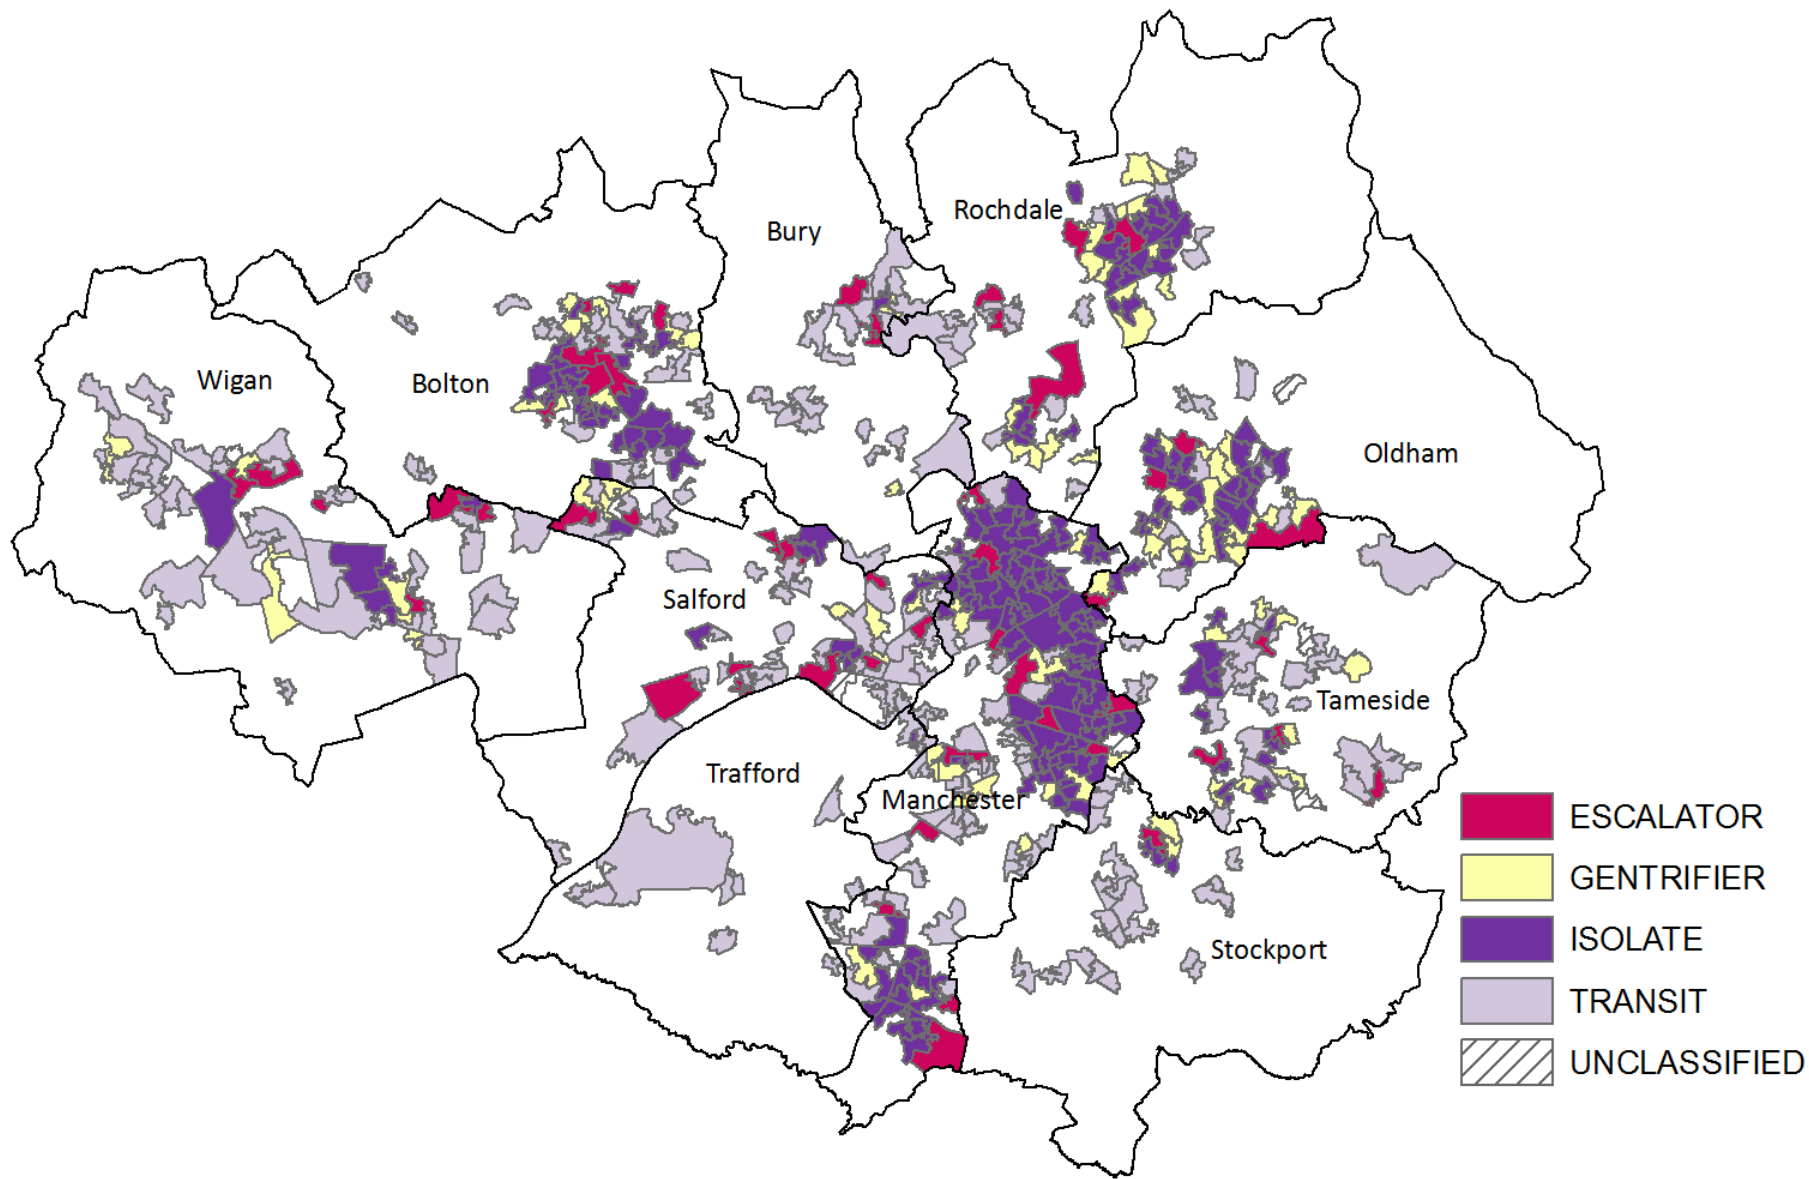 Rochdale
Bury
Wigan
Bolton
Oldham
Salford
Tameside
Trafford
Manchester
Stockport
ESCALATOR
GENTRIFIER
ISOLATE
TRANSIT
UNCLASSIFIED